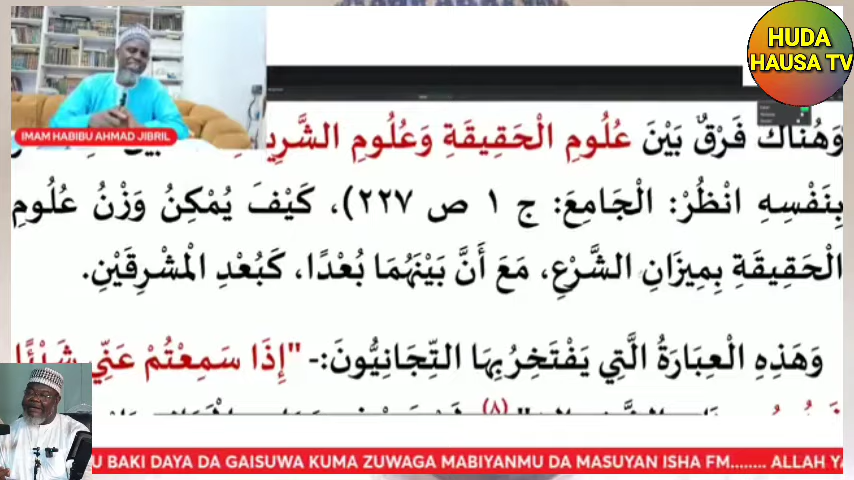 HUDA
HAUSA TV
IMAM HABIBU AHMAD JIBRIL
وَهُنَاكَ فَرْقٌ بَيْنَ عُلُومِ الْحَقِيقَةِ وَعُلُومِ
بِنَفْسِهِ انْظُرْ: الْجَامِعَ: ج ١ ص ٢٢٧)، كَيْفَ يُمْكِنُ وَزْنُ عُلُومِ
الْحَقِيقَةِ بِمِيزَانِ الشَّرْعِ، مَعَ أَنَّ بَيْنَهُمَا بُعْدًا، كَبُعْدِ الْمْشْرِقَيْنِ.
وَهَذِهِ الْعِبَارَةُ الَّتِي يَفْتَخِرُ بِهَا التِّجَانِيُّونَ:- "إِذَا سَمِعْتُمْ عَنِّي شَيْئًا
(٨)
U BAKI DAYA DA GAISUWA KUMA ZUWAGA MABIYANMU DA MASUYAN ISHA FM........ ALLAH YA